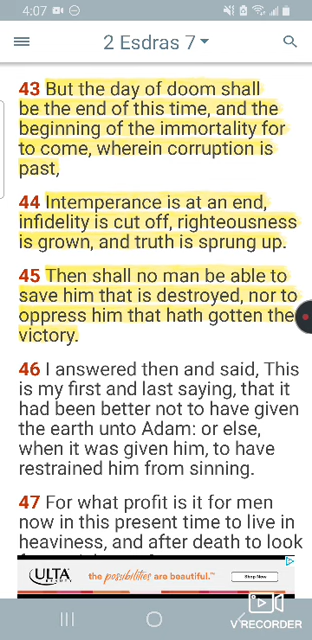 4:07
2 Esdras 7
43 But the day of doom shall
be the end of this time, and the
beginning of the immortality for
to come, wherein corruption is
past,
44 Intemperance is at an end,
infidelity is cut off, righteousness
is grown, and truth is sprung up.
45 Then shall no man be able to
save him that is destroyed, nor to
oppress him that hath gotten the
victory.
46 I answered then and said, This
is my first and last saying, that it
had been better not to have given
the earth unto Adam: or else,
when it was given him, to have
restrained him from sinning.
47 For what profit is it for men
now in this present time to live in
heaviness, and after death to look
ULTA
BEAUTY
the possibilities are beautiful.™
Shop Now
V RECORDER